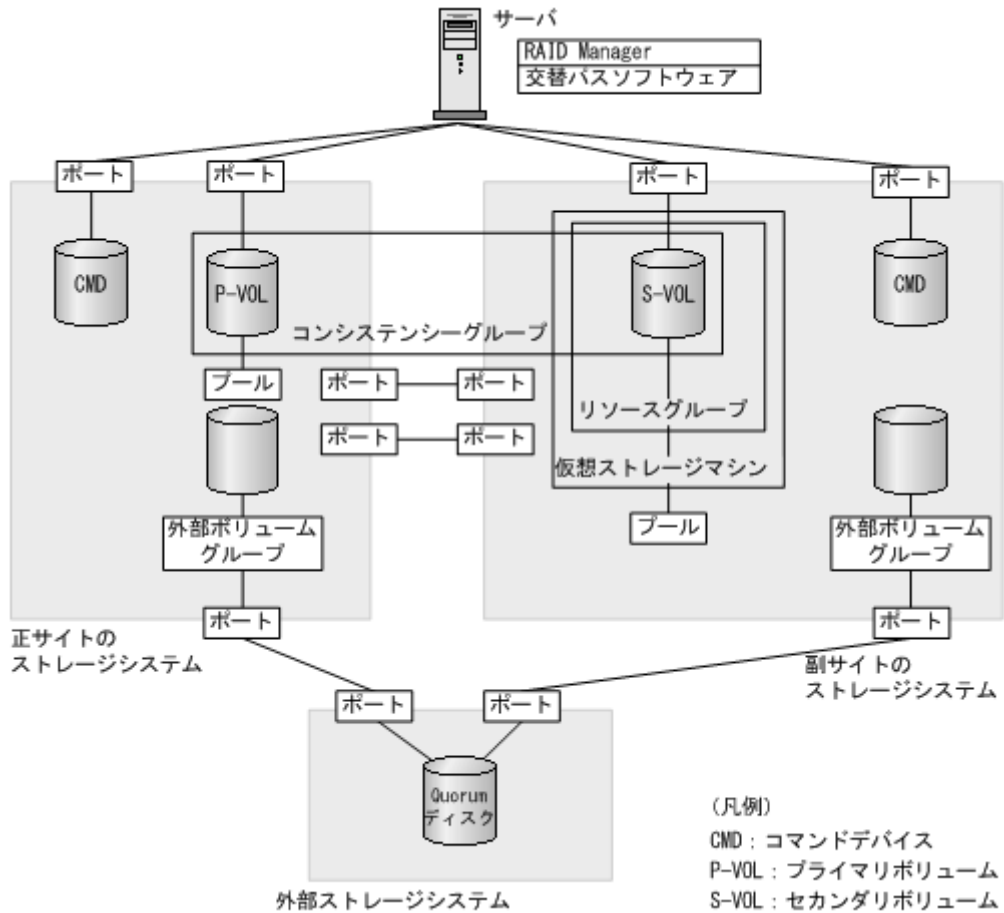 サーバ
RAID Manager
交替パスソフトウェア
ポート
ポート
ポート
ポート
CMD
P-VOL
S-VOL
CMD
コンシステンシーグループ
プール
ポート
ポート
リソースグループ
ポート
ポート
仮想ストレージマシン
外部ボリューム
グループ
プール
外部ボリューム
グループ
ポート
ポート
正サイトの
ストレージシステム
副サイトの
ストレージシステム
ポート
ポート
Quorum
ディスク
外部ストレージシステム
(凡例)
CMD：コマンドデバイス
P-VOL：プライマリボリューム
S-VOL：セカンダリボリューム